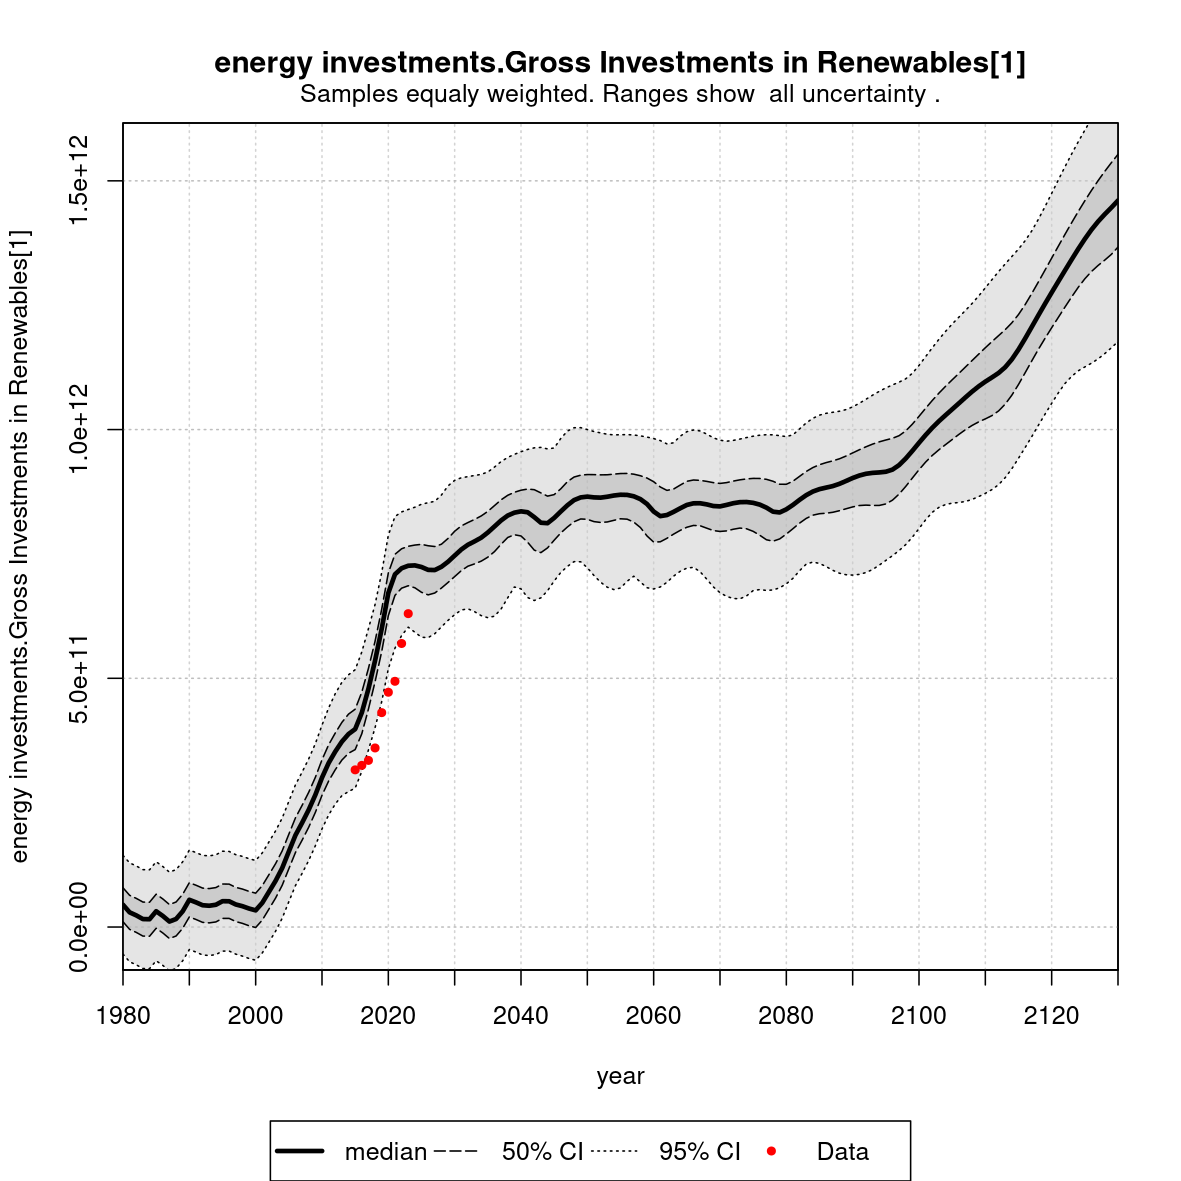 energy investments.Gross Investments in Renewables[1]
Samples equaly weighted. Ranges show  all uncertainty .
energy investments.Gross Investments in Renewables[1]
1.5e+12
1.0e+12
5.0e+11
0.0e+00
1980 2000 2020 2040 2060 2080 2100 2120
year
median 50% CI 95% CI Data